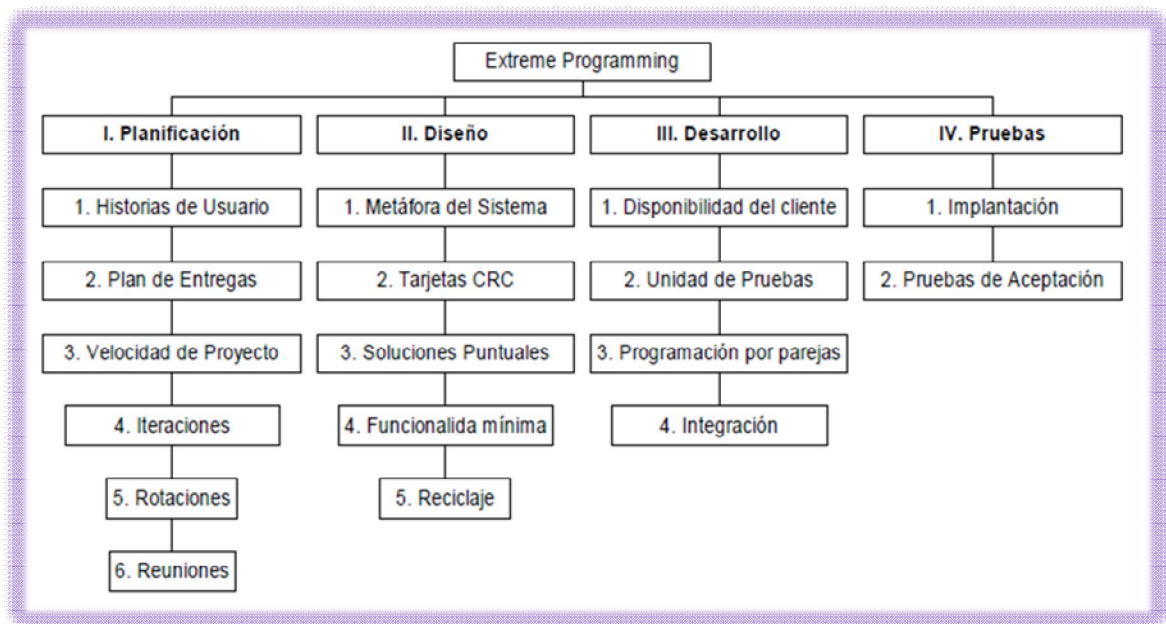 Extreme Programming
I. Planificación
1. Historias de Usuario
2. Plan de Entregas
3. Velocidad de Proyecto
4. Iteraciones
5. Rotaciones
6. Reuniones
II. Diseño
1. Metáfora del Sistema
2. Tarjetas CRC
3. Soluciones Puntuales
4. Funcionalida mínima
5. Reciclaje
III. Desarrollo
1. Disponibilidad del cliente
2. Unidad de Pruebas
3. Programación por parejas
4. Integración
IV. Pruebas
1. Implantación
2. Pruebas de Aceptación